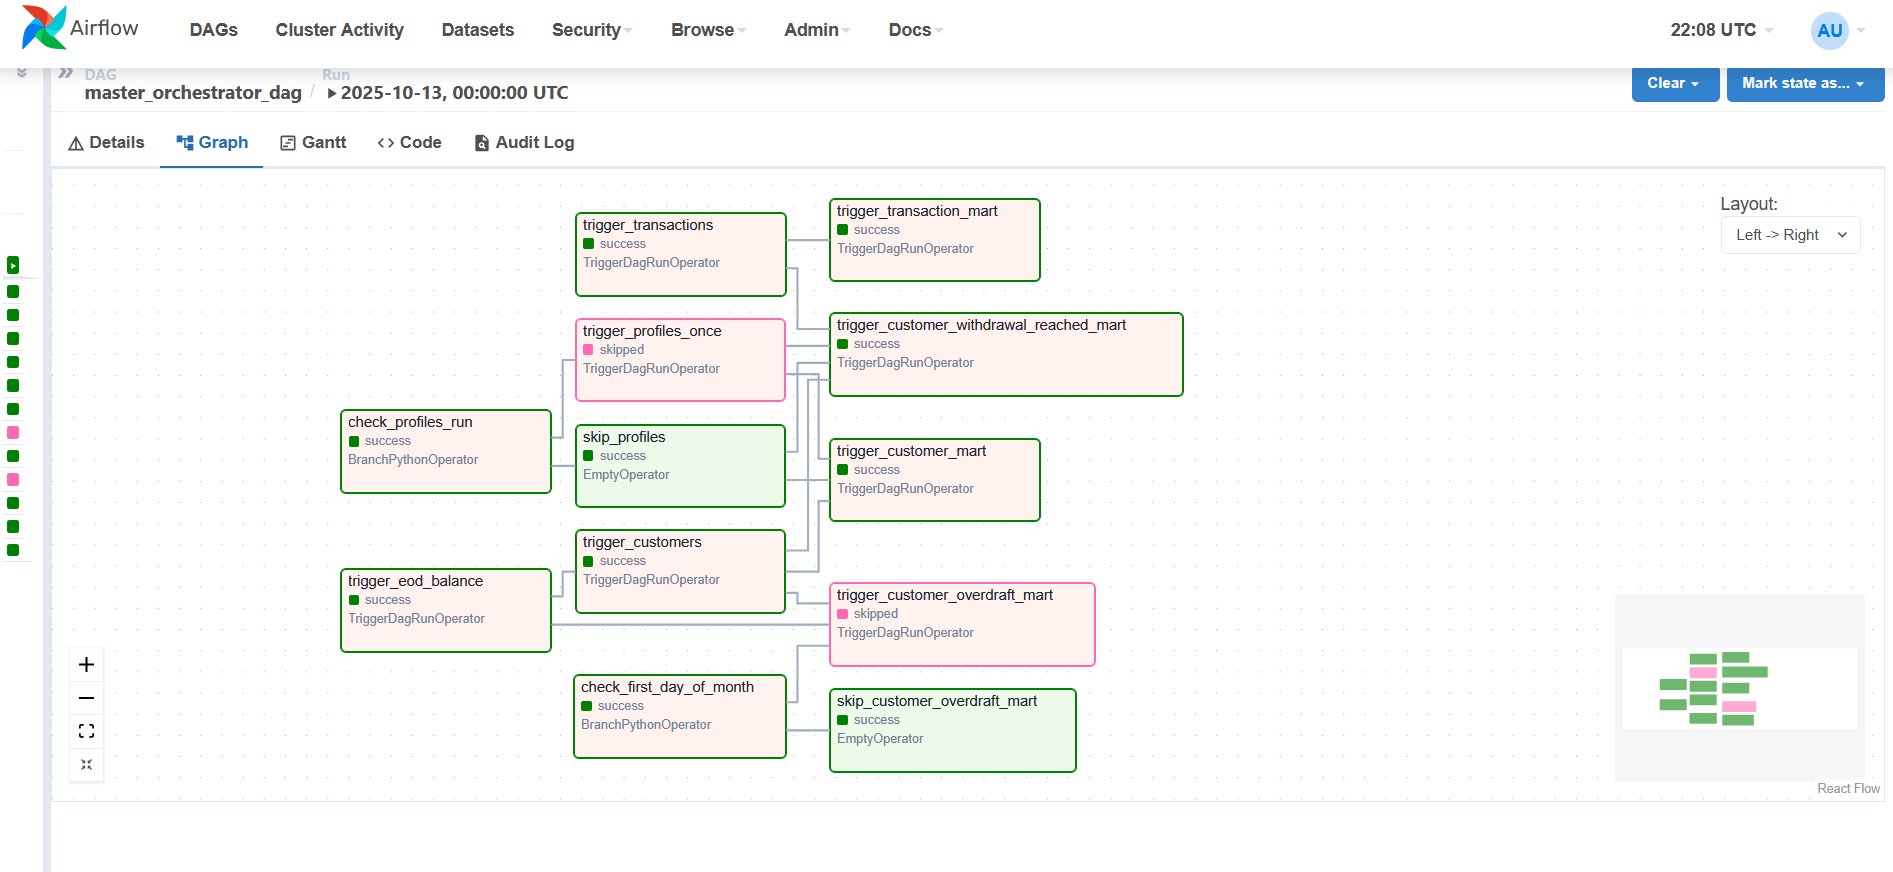 Airflow
DAGs
Cluster Activity
Datasets
Security
Browse
Admin
Docs
22:08 UTC
AU
DAG
master_orchestrator_dag
/
Run
2025-10-13, 00:00:00 UTC
Clear
Mark state as...
Details
Graph
Gantt
Code
Audit Log
Layout:
Left -> Right
trigger_transactions
success
TriggerDagRunOperator
trigger_transaction_mart
success
TriggerDagRunOperator
trigger_profiles_once
skipped
TriggerDagRunOperator
trigger_customer_withdrawal_reached_mart
success
TriggerDagRunOperator
check_profiles_run
success
BranchPythonOperator
skip_profiles
success
EmptyOperator
trigger_customer_mart
success
TriggerDagRunOperator
trigger_customers
success
TriggerDagRunOperator
trigger_eod_balance
success
TriggerDagRunOperator
trigger_customer_overdraft_mart
skipped
TriggerDagRunOperator
check_first_day_of_month
success
BranchPythonOperator
skip_customer_overdraft_mart
success
EmptyOperator
React Flow